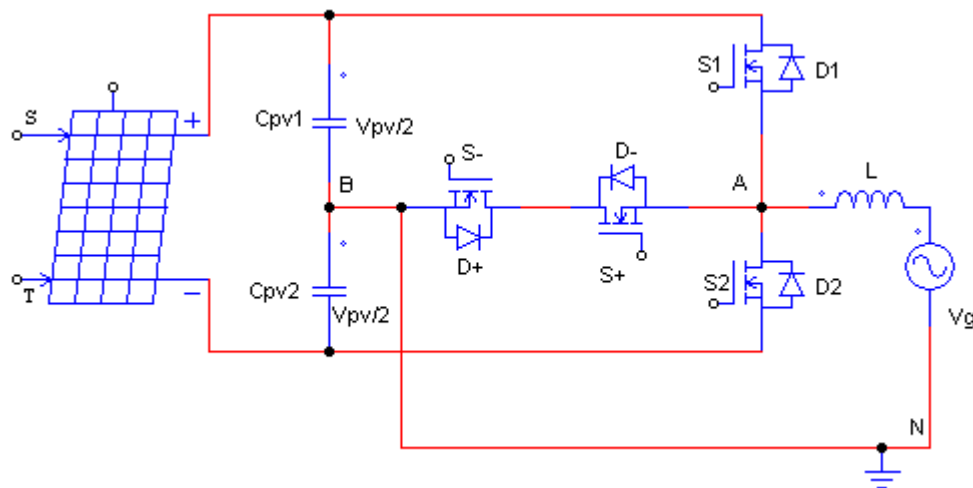 S1
D1
S
+
Cpv1
Vpv/2
S-
D-
B
A
L
D+
S+
T
−
Cpv2
Vpv/2
S2
D2
Vg
N